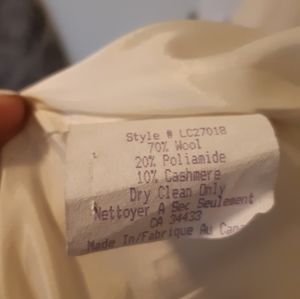 Style # LC27018
70% Wool
20% Poliamide
10% Cashmere
Dry Clean Only
Nettoyer A Sec Seulement
CA 34433
Made In/Fabrique Au Cana